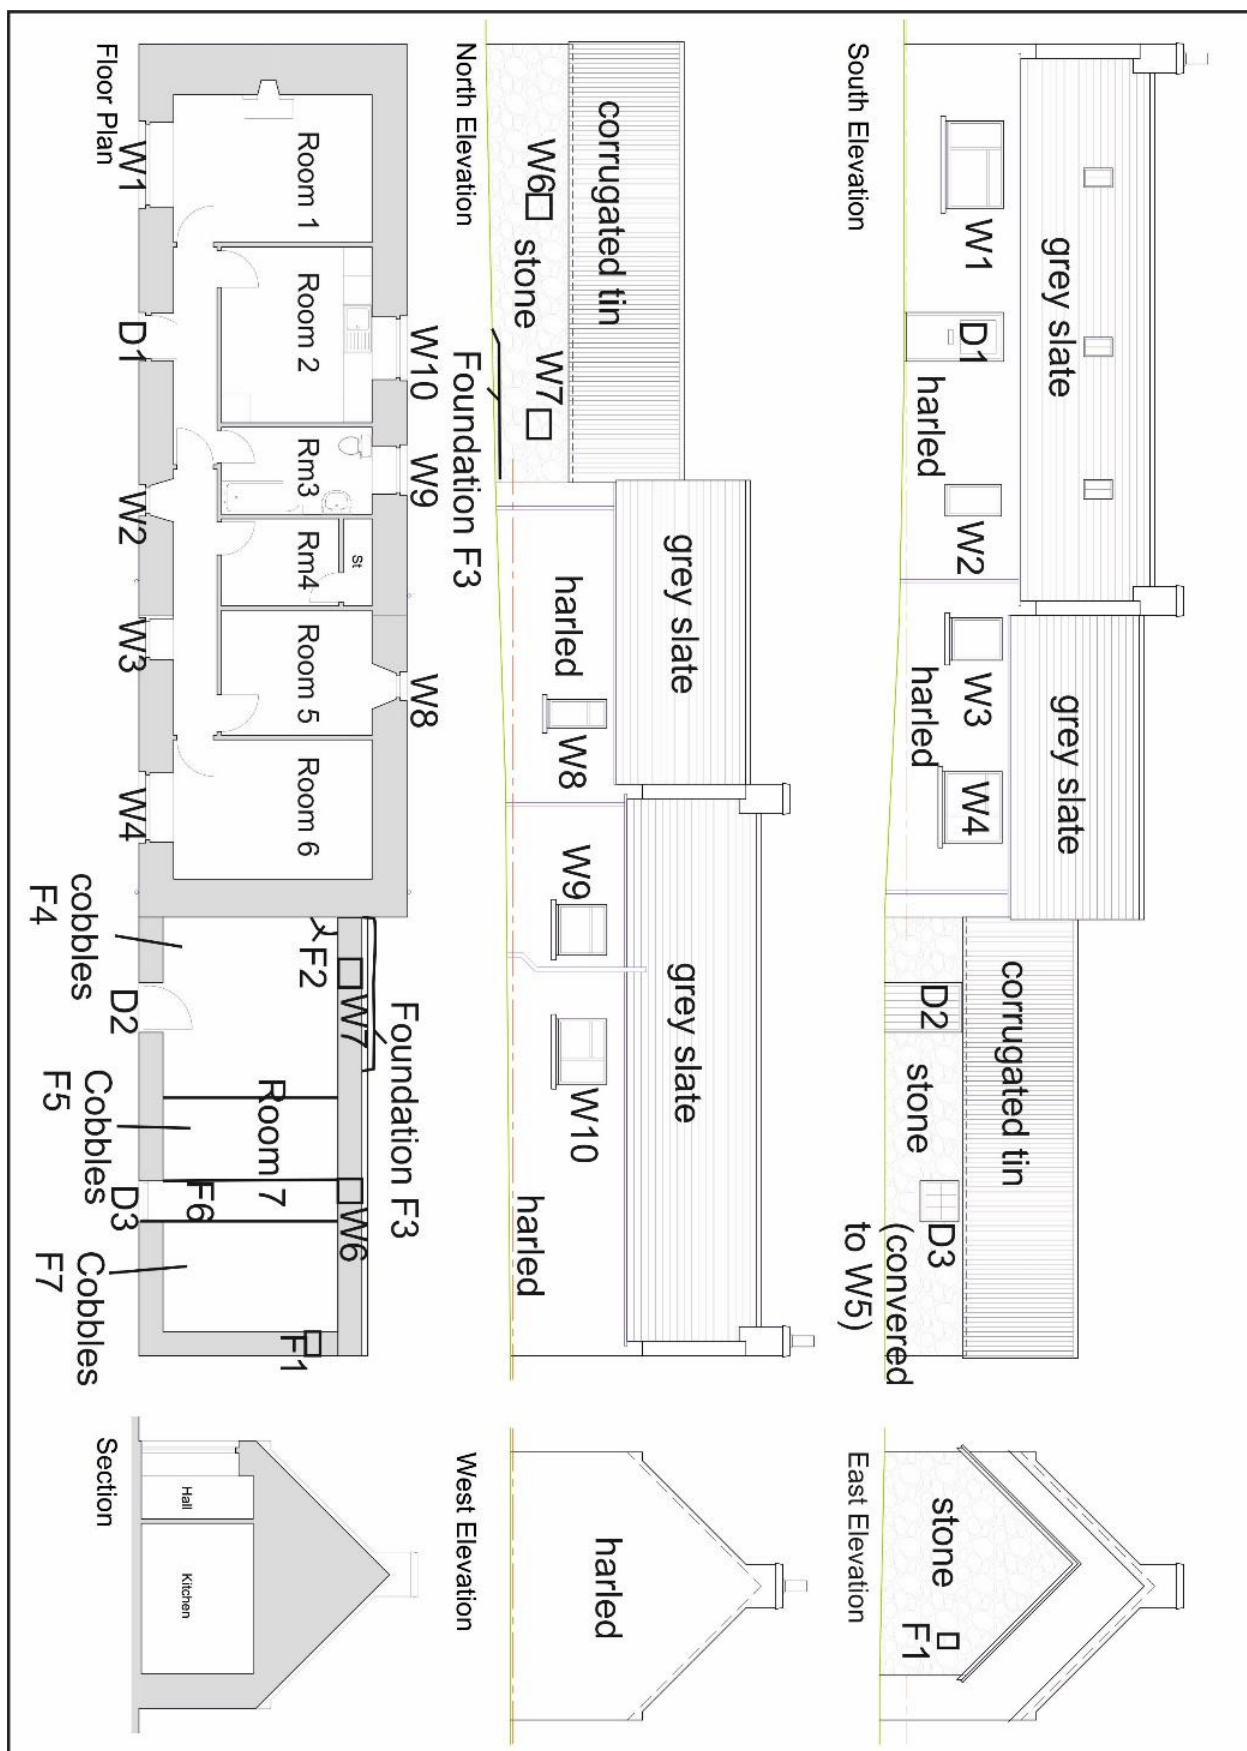 grey slate
W1
D1
harled
W2
grey slate
W3
harled
W4
corrugated tin
D2
stone
D3
(convered
to W5)
South Elevation
stone
F1
East Elevation
corrugated tin
W6
stone
W7
Foundation F3
grey slate
harled
W8
grey slate
W9
W10
harled
North Elevation
harled
West Elevation
W10
W9
W8
Room 1
Room 2
Rm3
Rm4
St
Room 5
Room 6
W1
D1
W2
W3
W4
Foundation F3
W7
W6
F2
Room 7
F6
F1
cobbles
F4
D2
Cobbles
F5
D3
Cobbles
F7
Floor Plan
Hall
Kitchen
Section